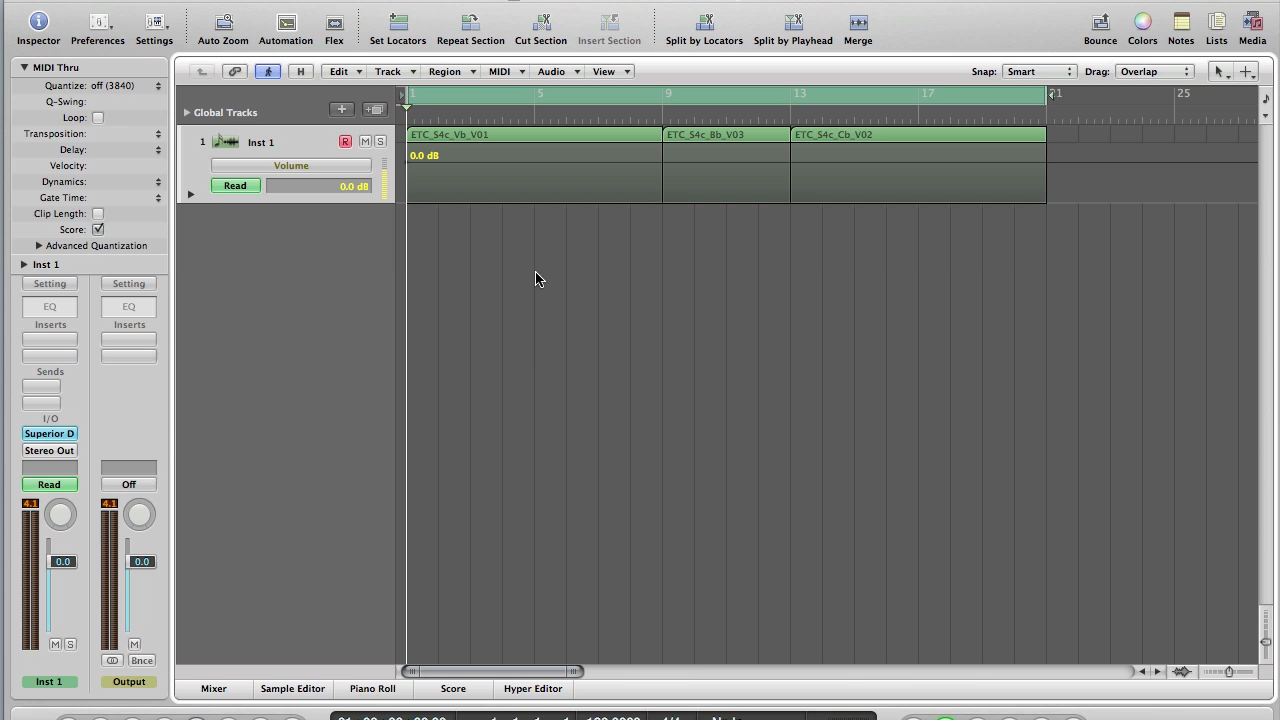 Inspector Preferences Settings Auto Zoom Automation Flex Set Locators Repeat Section Cut Section Insert Section Split by Locators Split by Playhead Merge Bounce Colors Notes Lists Media
MIDI Thru
Quantize: off (3840)
Q-Swing:
Loop:
Transposition:
Delay:
Velocity:
Dynamics:
Gate Time:
Clip Length:
Score:
Advanced Quantization
Inst 1
Setting Setting
EQ EQ
Inserts Inserts
Sends
I/O
Superior D
Stereo Out
Read Off
4.1 4.1
0.0 0.0
M S M
Bnce
Inst 1 Output
H Edit Track Region MIDI Audio View Snap: Smart Drag: Overlap
Global Tracks
1 5 9 13 17 21 25
1 Inst 1 R M S
Volume
Read 0.0 dB
ETC_S4c_Vb_V01 ETC_S4c_Bb_V03 ETC_S4c_Cb_V02
0.0 dB
Mixer Sample Editor Piano Roll Score Hyper Editor